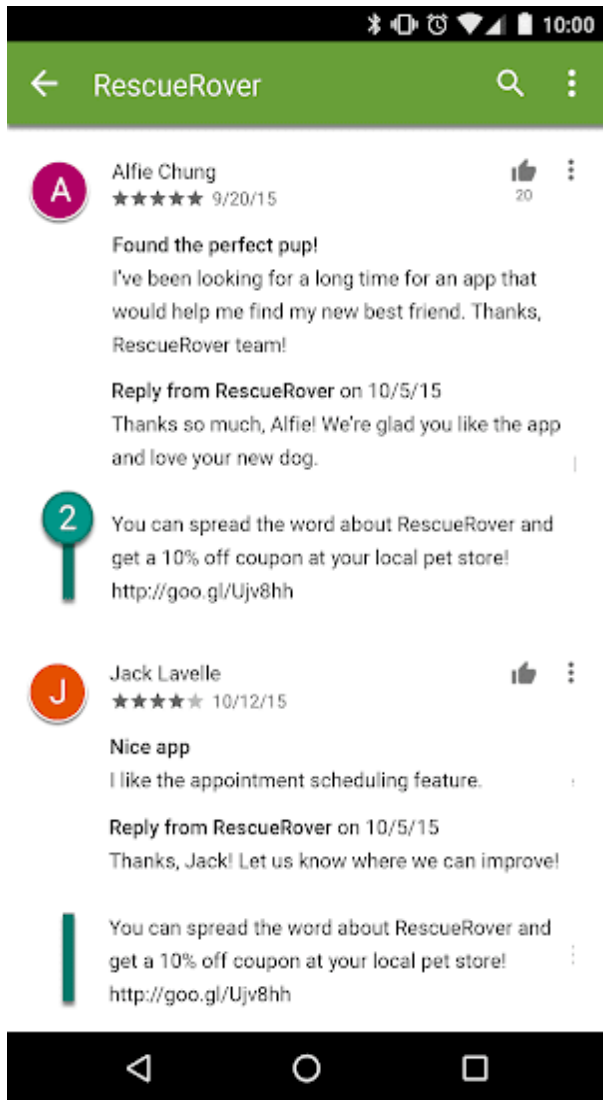 10:00
RescueRover
A
Alfie Chung
9/20/15
20
Found the perfect pup!
I've been looking for a long time for an app that
would help me find my new best friend. Thanks,
RescueRover team!
Reply from RescueRover on 10/5/15
Thanks so much, Alfie! We're glad you like the app
and love your new dog.
2
You can spread the word about RescueRover and
get a 10% off coupon at your local pet store!
http://goo.gl/Ujv8hh
J
Jack Lavelle
10/12/15
Nice app
I like the appointment scheduling feature.
Reply from RescueRover on 10/5/15
Thanks, Jack! Let us know where we can improve!
You can spread the word about RescueRover and
get a 10% off coupon at your local pet store!
http://goo.gl/Ujv8hh